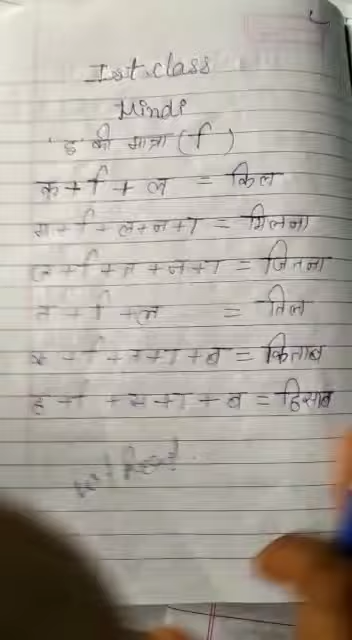 Ist class
Hindi
'इ' की मात्रा (ि)
क + ि + ल = किल
म + ि + ल + न + ा = मिलना
ज + ि + त + न + ा = जितना
त + ि + ल = तिल
क + ि + त + ा + ब = किताब
ह + ि + स + ा + ब = हिसाब